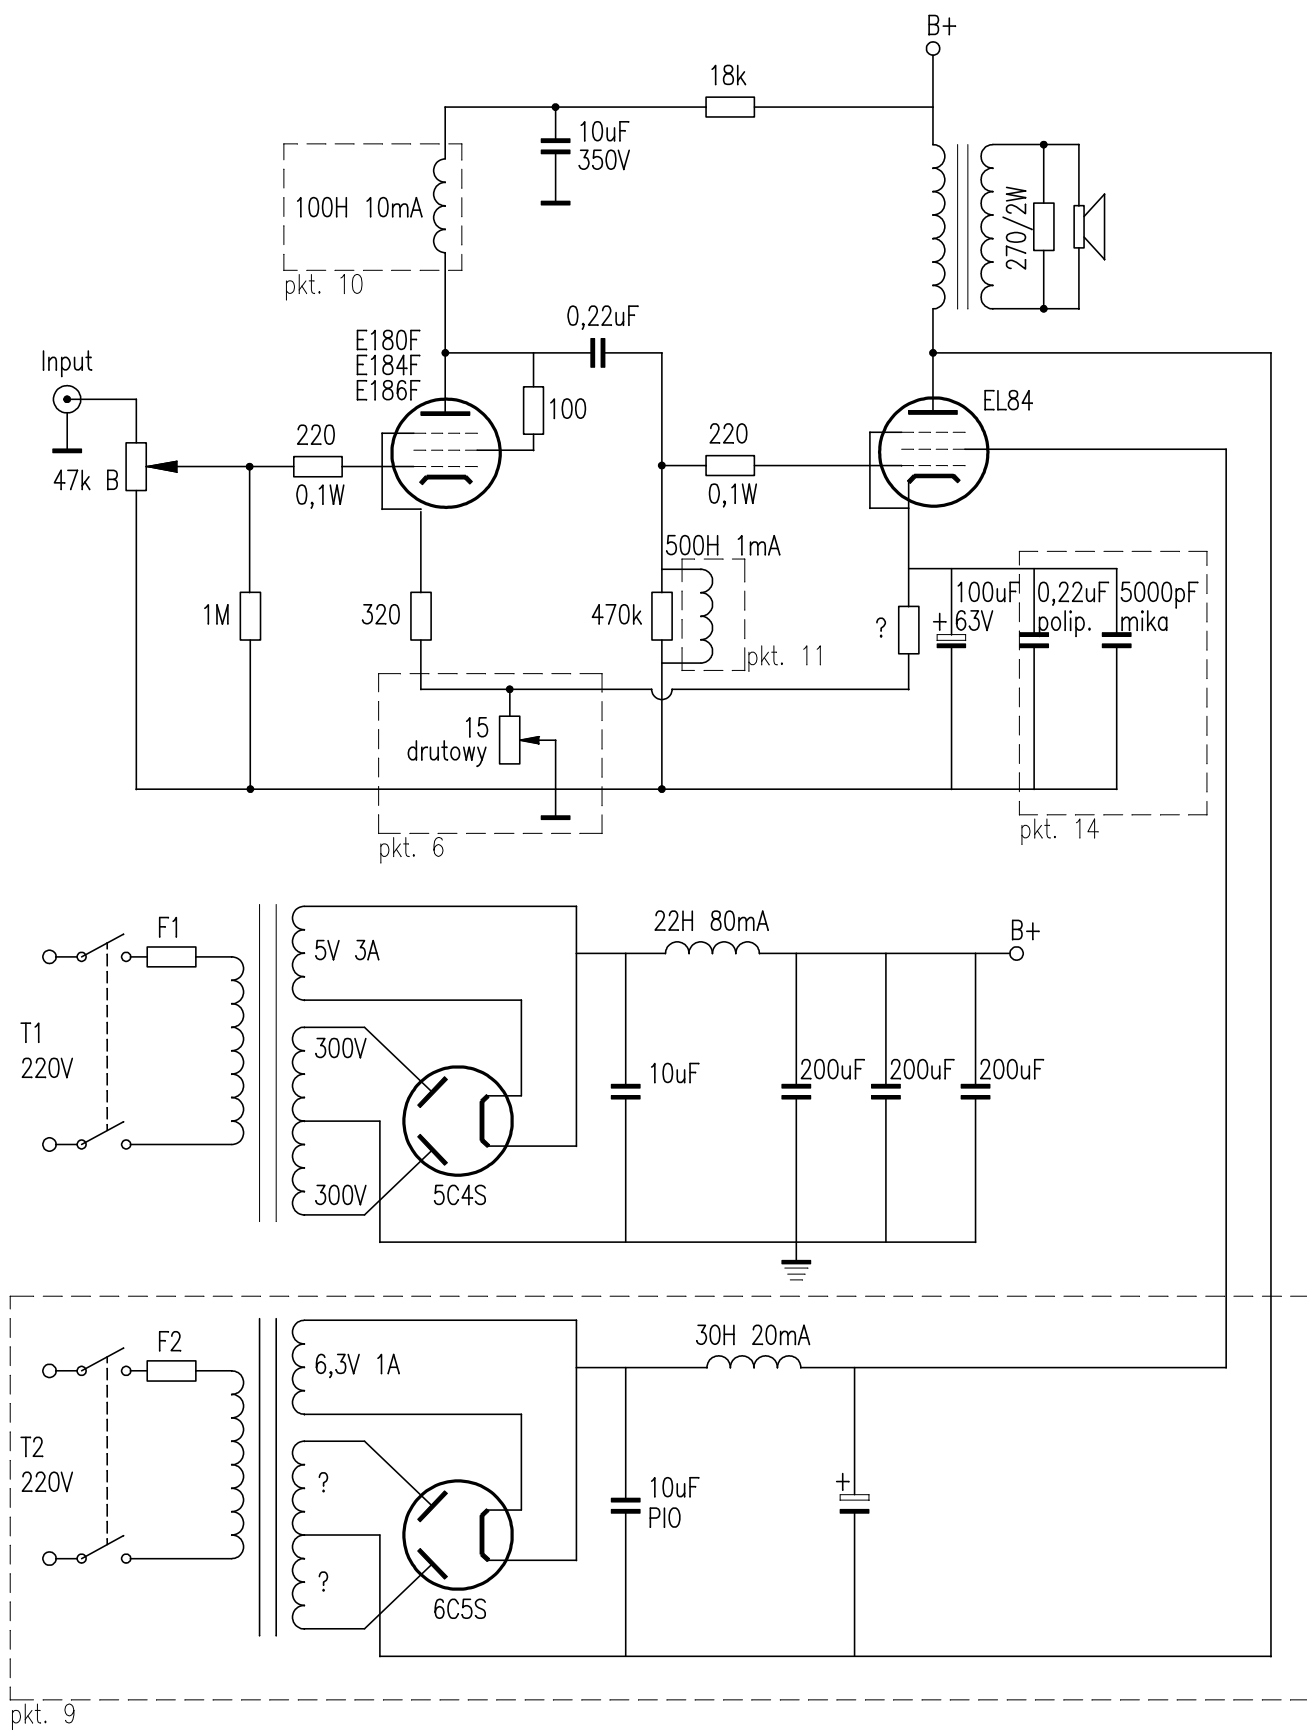 B+
18k
10uF
350V
100H 10mA
270/2W
pkt. 10
0,22uF
E180F
E184F
E186F
Input
EL84
100
220
220
47k B
0,1W
0,1W
500H 1mA
100uF
0,22uF
5000pF
1M
320
470k
?
+ 63V
polip.
mika
pkt. 11
15
drutowy
pkt. 14
pkt. 6
F1
22H 80mA
B+
5V 3A
T1
220V
300V
10uF
200uF
200uF
200uF
300V
5C4S
F2
30H 20mA
6,3V 1A
T2
220V
?
+
10uF
PIO
?
6C5S
pkt. 9